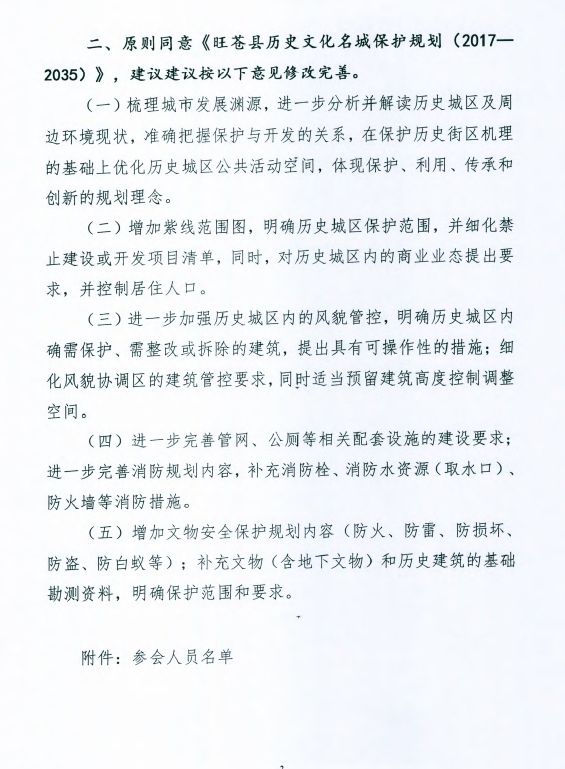 二、原则同意《旺苍县历史文化名城保护规划（2017—
2035）》，建议建议按以下意见修改完善。
（一）梳理城市发展渊源，进一步分析并解读历史城区及周
边环境现状，准确把握保护与开发的关系，在保护历史街区机理
的基础上优化历史城区公共活动空间，体现保护、利用、传承和
创新的规划理念。
（二）增加紫线范围图，明确历史城区保护范围，并细化禁
止建设或开发项目清单，同时，对历史城区内的商业业态提出要
求，并控制居住人口。
（三）进一步加强历史城区内的风貌管控，明确历史城区内
确需保护、需整改或拆除的建筑，提出具有可操作性的措施；细
化风貌协调区的建筑管控要求，同时适当预留建筑高度控制调整
空间。
（四）进一步完善管网、公厕等相关配套设施的建设要求；
进一步完善消防规划内容，补充消防栓、消防水资源（取水口）、
防火墙等消防措施。
（五）增加文物安全保护规划内容（防火、防雷、防损坏、
防盗、防白蚁等）；补充文物（含地下文物）和历史建筑的基础
勘测资料，明确保护范围和要求。
附件：参会人员名单